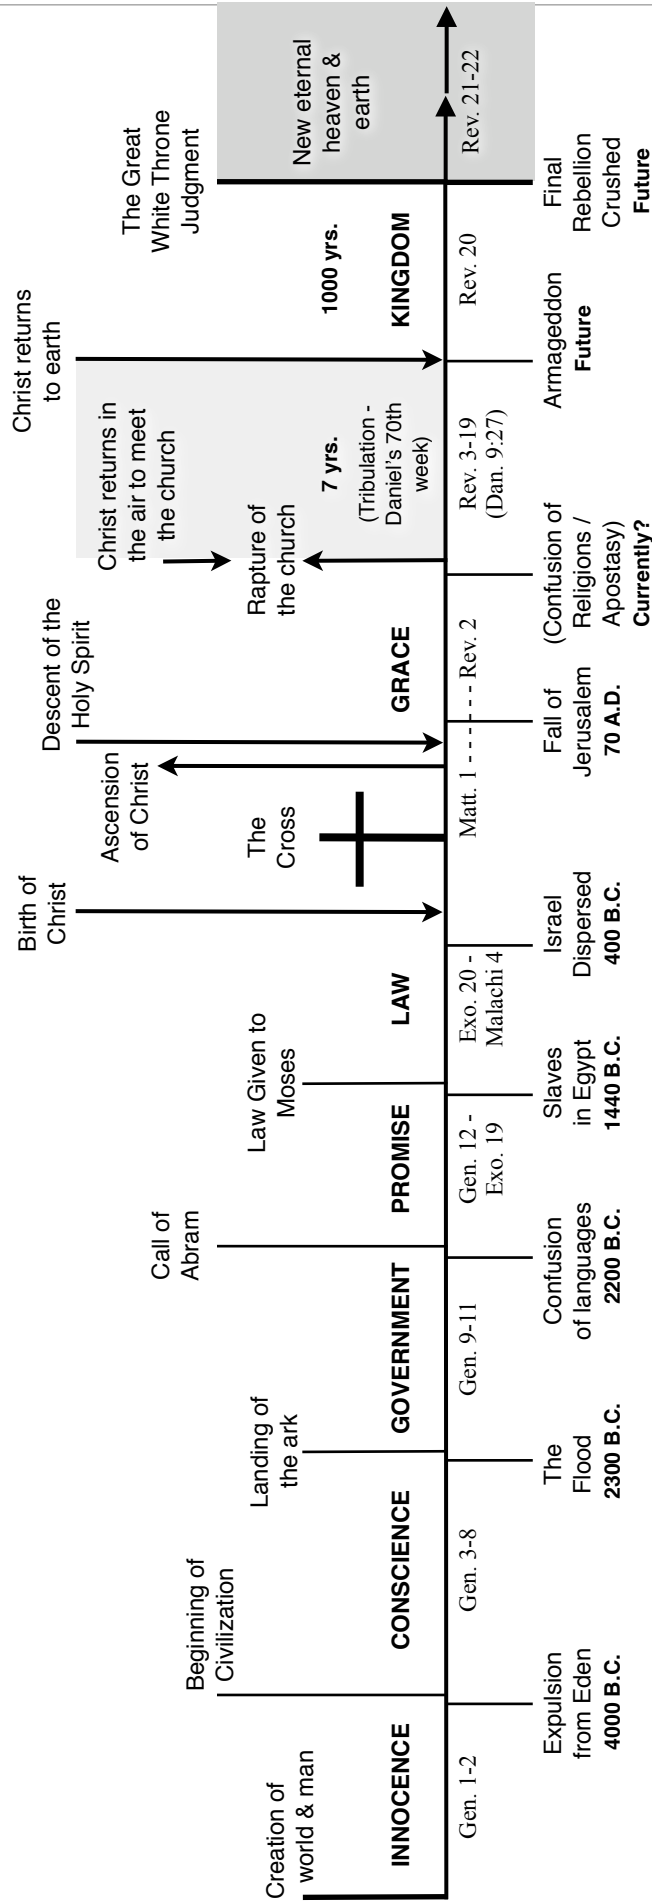 Creation of
world & man
Beginning of
Civilization
Landing of
the ark
Call of
Abram
Law Given to
Moses
Birth of
Christ
The
Cross
Ascension
of Christ
Descent of the
Holy Spirit
Rapture of
the church
Christ returns in
the air to meet
the church
Christ returns
to earth
The Great
White Throne
Judgment
New eternal
heaven &
earth
7 yrs.
(Tribulation -
Daniel's 70th
week)
1000 yrs.
INNOCENCE
CONSCIENCE
GOVERNMENT
PROMISE
LAW
GRACE
KINGDOM
Gen. 1-2
Gen. 3-8
Gen. 9-11
Gen. 12 -
Exo. 19
Exo. 20 -
Malachi 4
Matt. 1 - - - - - - Rev. 2
Rev. 3-19
(Dan. 9:27)
Rev. 20
Rev. 21-22
Expulsion
from Eden
4000 B.C.
The
Flood
2300 B.C.
Confusion
of languages
2200 B.C.
Slaves
in Egypt
1440 B.C.
Israel
Dispersed
400 B.C.
Fall of
Jerusalem
70 A.D.
(Confusion of
Religions /
Apostasy)
Currently?
Armageddon
Future
Final
Rebellion
Crushed
Future